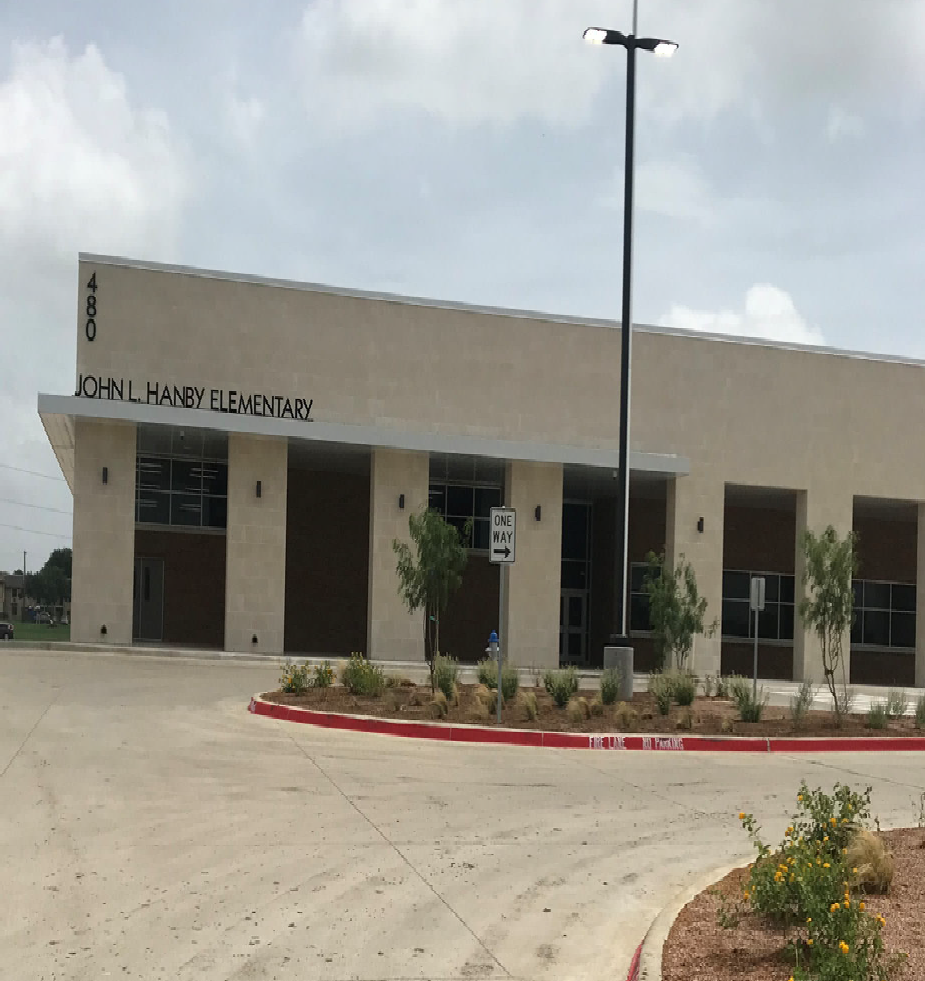 480
JOHN L. HANBY ELEMENTARY
ONE
WAY
FIRE LANE NO PARKING